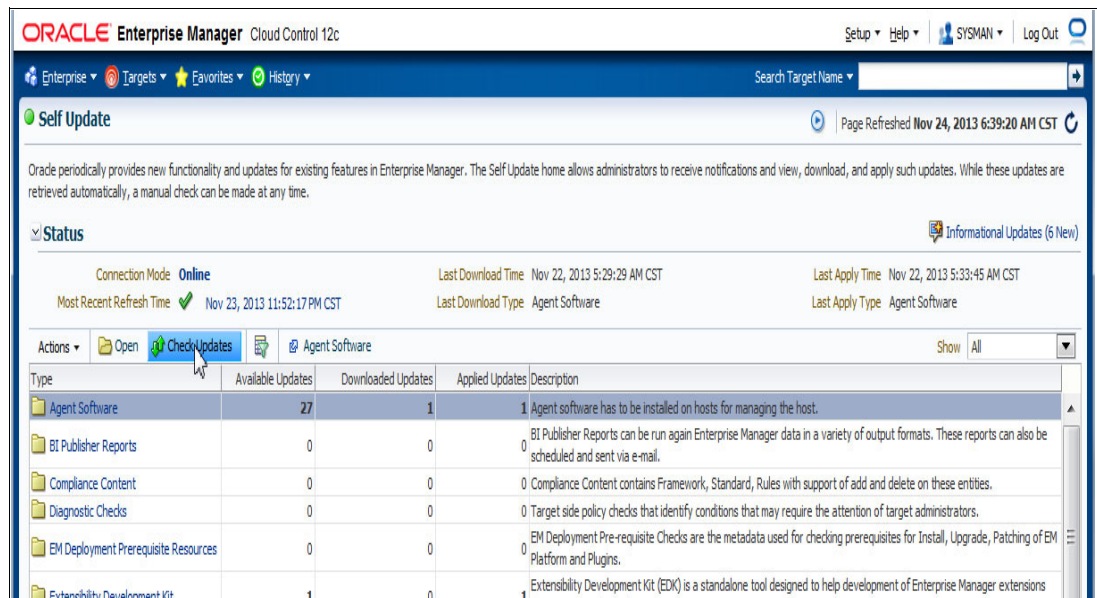 ORACLE Enterprise Manager Cloud Control 12c
Setup Help SYSMAN Log Out
Enterprise Targets Favorites History Search Target Name
Self Update
Page Refreshed Nov 24, 2013 6:39:20 AM CST
Oracle periodically provides new functionality and updates for existing features in Enterprise Manager. The Self Update home allows administrators to receive notifications and view, download, and apply such updates. While these updates are
retrieved automatically, a manual check can be made at any time.
Status
Informational Updates (6 New)
Connection Mode Online
Last Download Time Nov 22, 2013 5:29:29 AM CST
Last Apply Time Nov 22, 2013 5:33:45 AM CST
Most Recent Refresh Time Nov 23, 2013 11:52:17 PM CST
Last Download Type Agent Software
Last Apply Type Agent Software
Actions Open Check Updates Agent Software Show All
Type Available Updates Downloaded Updates Applied Updates Description
Agent Software 27 1 1 Agent software has to be installed on hosts for managing the host.
BI Publisher Reports 0 0 0 BI Publisher Reports can be run again Enterprise Manager data in a variety of output formats. These reports can also be
scheduled and sent via e-mail.
Compliance Content 0 0 0 Compliance Content contains Framework, Standard, Rules with support of add and delete on these entities.
Diagnostic Checks 0 0 0 Target side policy checks that identify conditions that may require the attention of target administrators.
EM Deployment Prerequisite Resources 0 0 0 EM Deployment Pre-requisite Checks are the metadata used for checking prerequisites for Install, Upgrade, Patching of EM
Platform and Plugins.
Extensibility Development Kit 1 0 1 Extensibility Development Kit (EDK) is a standalone tool designed to help development of Enterprise Manager extensions